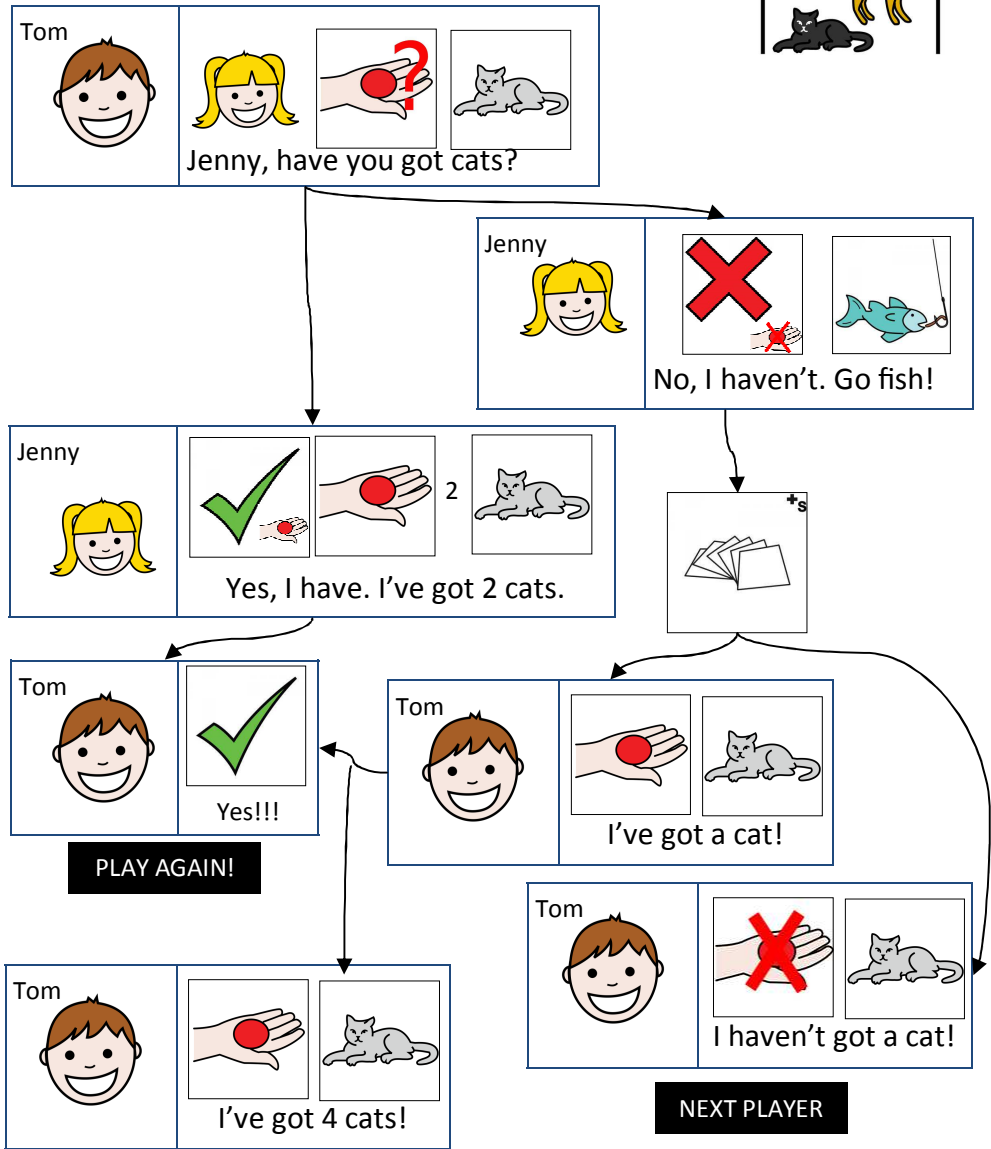 Tom
Jenny, have you got cats?
Jenny
No, I haven't. Go fish!
Jenny
2
Yes, I have. I've got 2 cats.
+s
Tom
Yes!!!
PLAY AGAIN!
Tom
I've got a cat!
Tom
I haven't got a cat!
NEXT PLAYER
Tom
I've got 4 cats!